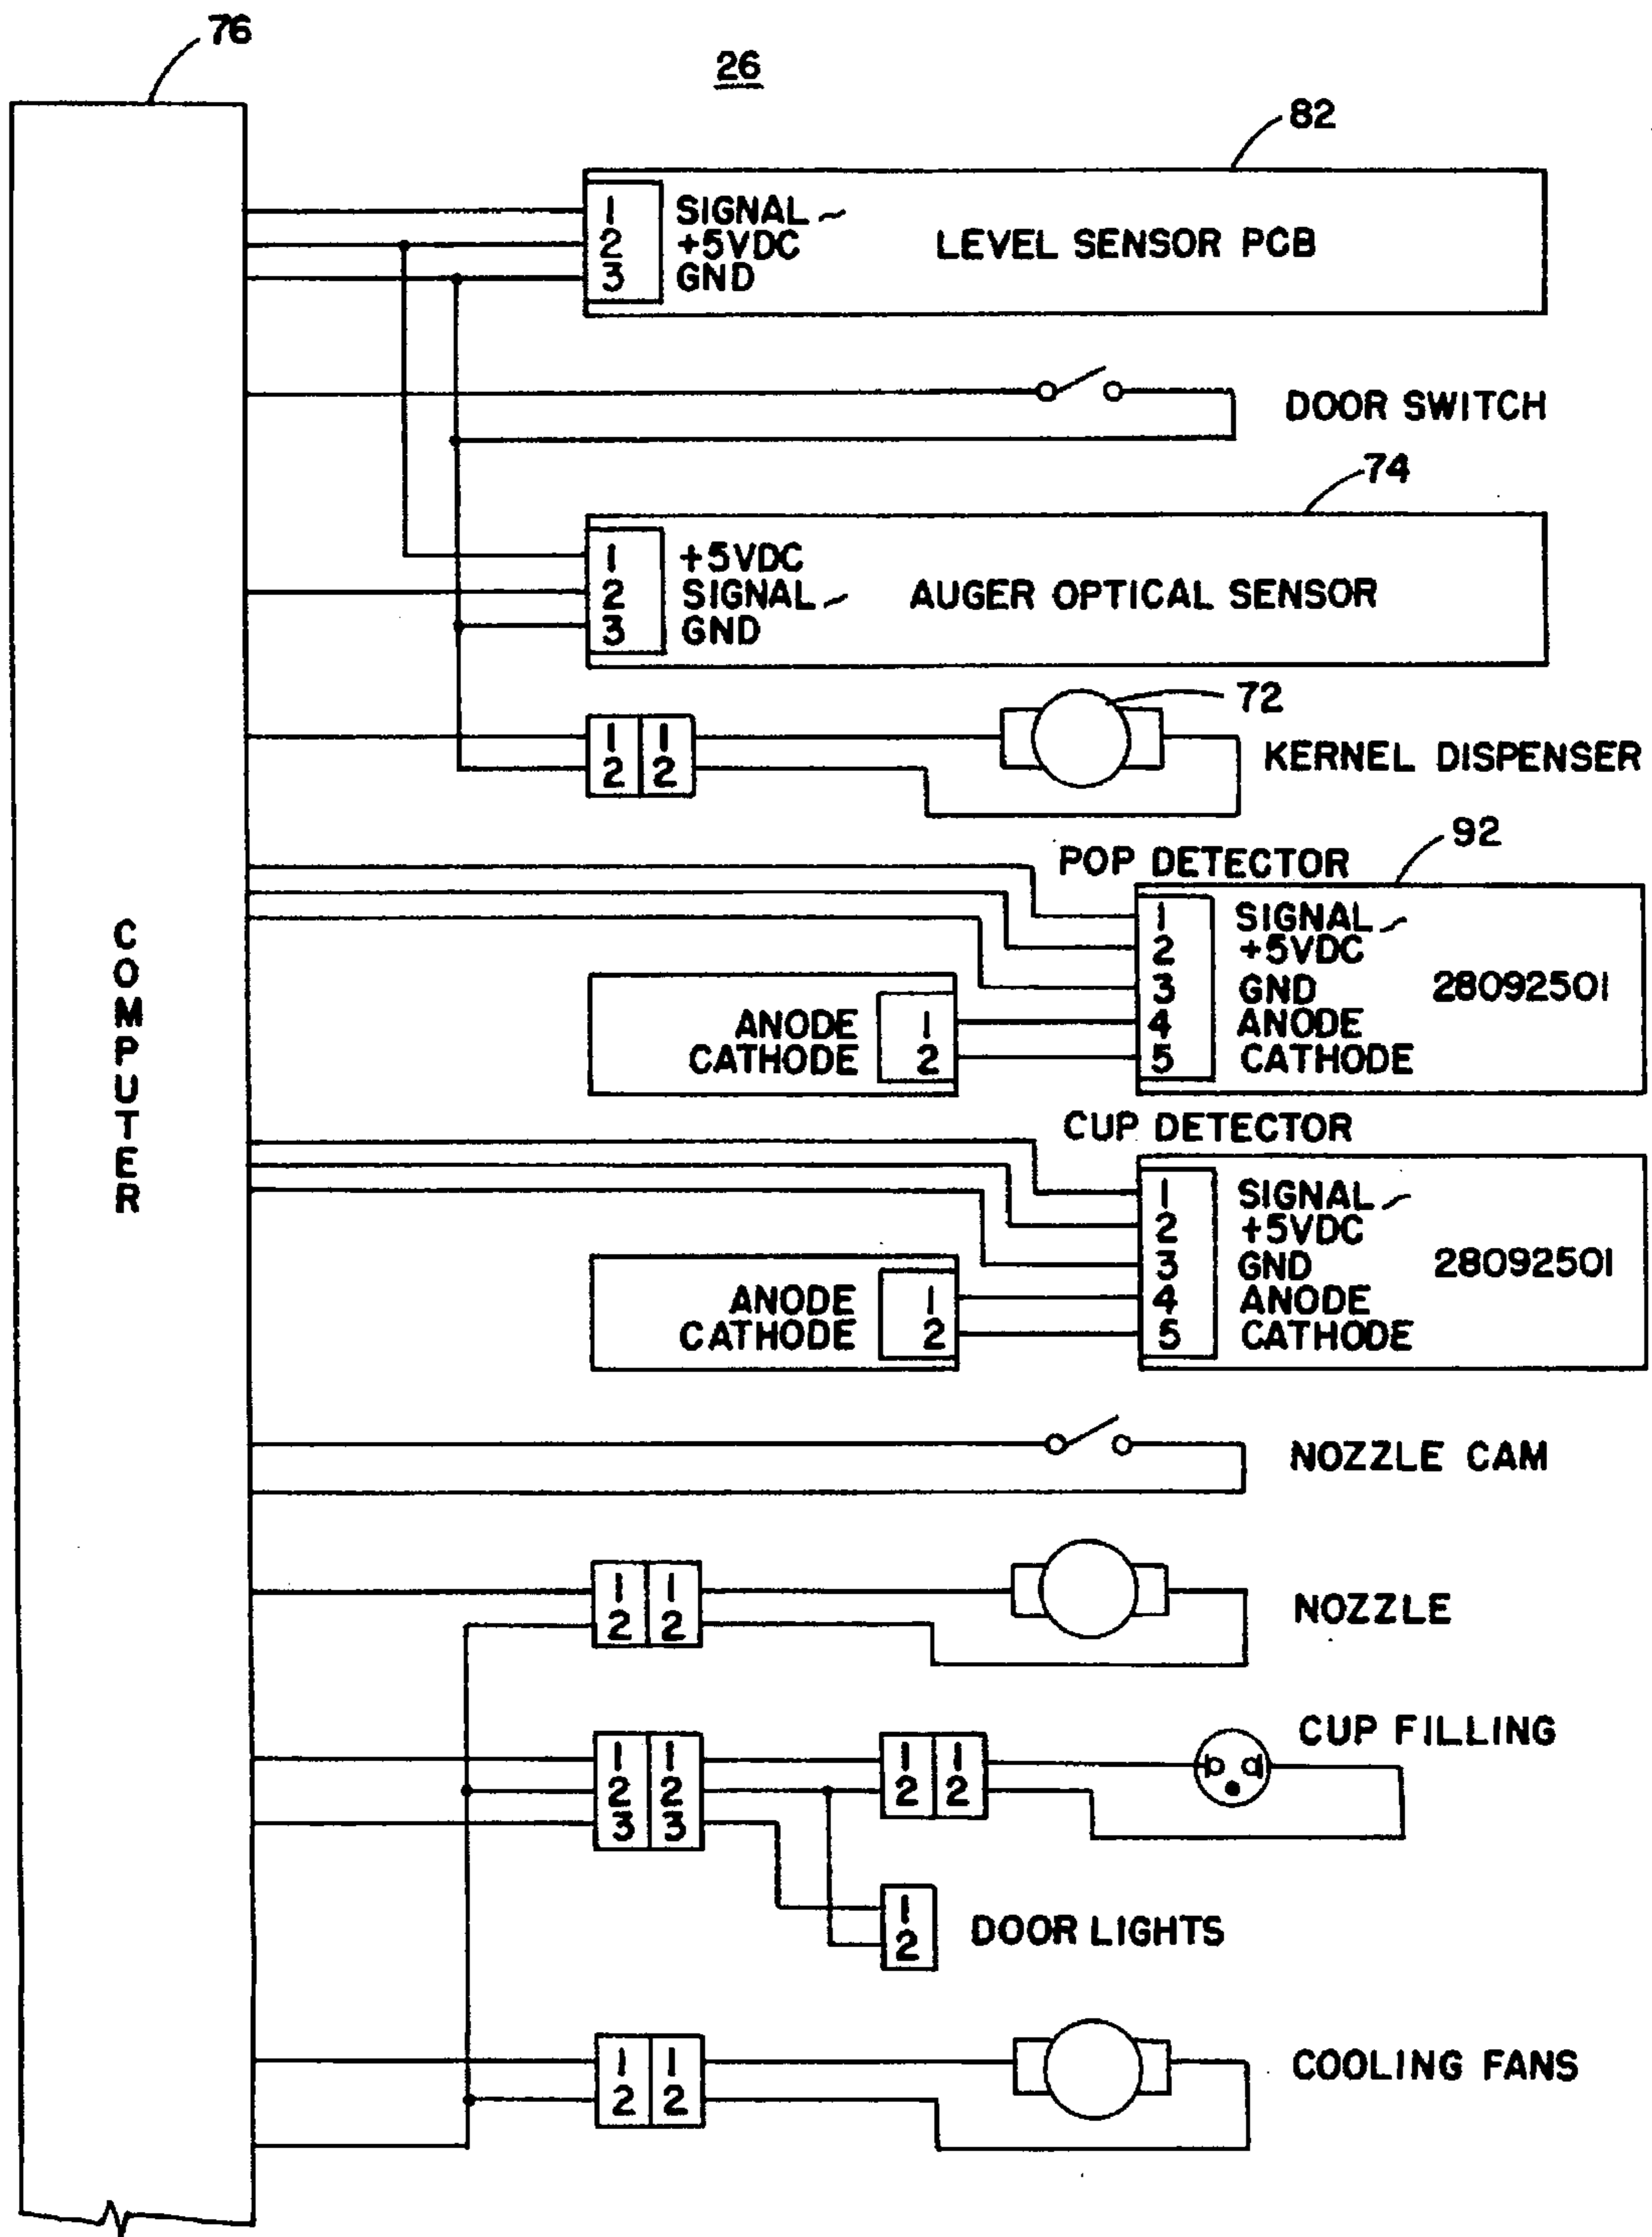 76
26
82
1 SIGNAL
2 +5VDC
3 GND
LEVEL SENSOR PCB
DOOR SWITCH
74
1 +5VDC
2 SIGNAL
3 GND
AUGER OPTICAL SENSOR
72
1 1
2 2
KERNEL DISPENSER
POP DETECTOR
92
1 SIGNAL
2 +5VDC
3 GND
4 ANODE
5 CATHODE
28092501
ANODE 1
CATHODE 2
COMPUTER
CUP DETECTOR
1 SIGNAL
2 +5VDC
3 GND
4 ANODE
5 CATHODE
28092501
ANODE 1
CATHODE 2
NOZZLE CAM
1 1
2 2
NOZZLE
CUP FILLING
1 1
2 2
3 3
1 1
2 2
1
2
DOOR LIGHTS
1 1
2 2
COOLING FANS